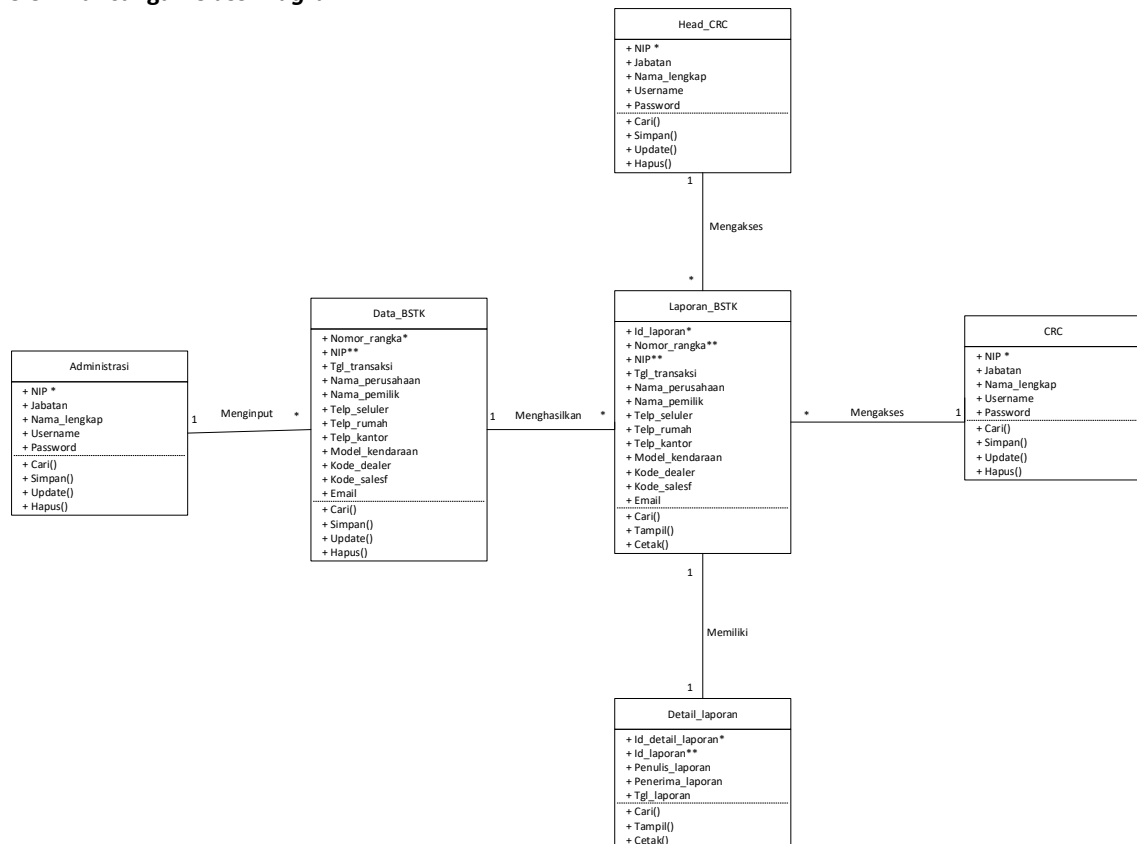 Head_CRC
+ NIP *
+ Jabatan
+ Nama_lengkap
+ Username
+ Password
+ Cari()
+ Simpan()
+ Update()
+ Hapus()
1
Mengakses
*
Administrasi
+ NIP *
+ Jabatan
+ Nama_lengkap
+ Username
+ Password
+ Cari()
+ Simpan()
+ Update()
+ Hapus()
1 Menginput *
Data_BSTK
+ Nomor_rangka*
+ NIP**
+ Tgl_transaksi
+ Nama_perusahaan
+ Nama_pemilik
+ Telp_seluler
+ Telp_rumah
+ Telp_kantor
+ Model_kendaraan
+ Kode_dealer
+ Kode_salesf
+ Email
+ Cari()
+ Simpan()
+ Update()
+ Hapus()
1 Menghasilkan *
Laporan_BSTK
+ Id_laporan*
+ Nomor_rangka**
+ NIP**
+ Tgl_transaksi
+ Nama_perusahaan
+ Nama_pemilik
+ Telp_seluler
+ Telp_rumah
+ Telp_kantor
+ Model_kendaraan
+ Kode_dealer
+ Kode_salesf
+ Email
+ Cari()
+ Tampil()
+ Cetak()
* Mengakses 1
CRC
+ NIP *
+ Jabatan
+ Nama_lengkap
+ Username
+ Password
+ Cari()
+ Simpan()
+ Update()
+ Hapus()
1
Memiliki
1
Detail_laporan
+ Id_detail_laporan*
+ Id_laporan**
+ Penulis_laporan
+ Penerima_laporan
+ Tgl_laporan
+ Cari()
+ Tampil()
+ Cetak()